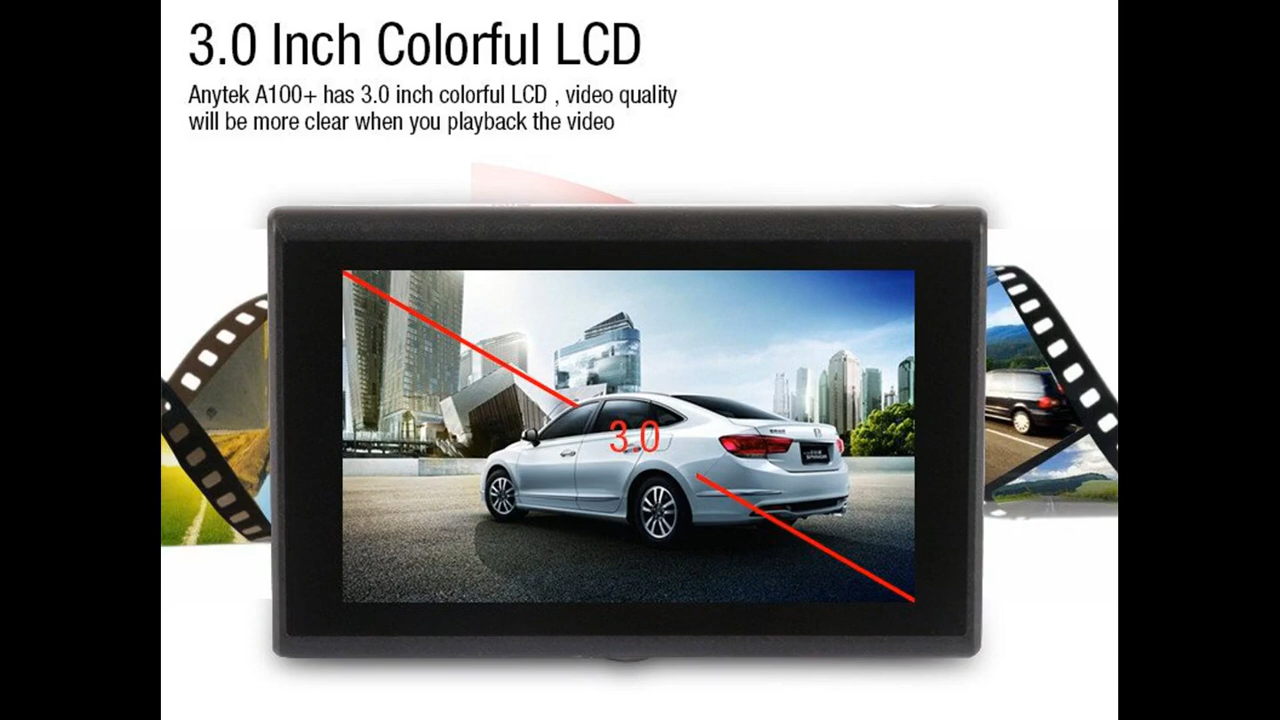 3.0 Inch Colorful LCD
Anytek A100+ has 3.0 inch colorful LCD , video quality
will be more clear when you playback the video
3.0